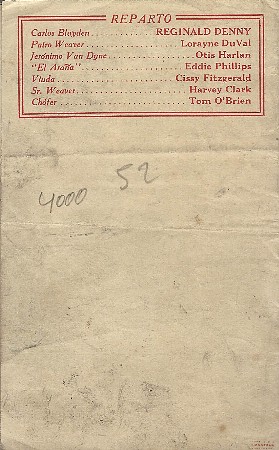 REPARTO
Carlos Blayden REGINALD DENNY
Patro Weaver Lorayne DuVal
Jerónimo Van Dyne Otis Harlan
"El Araña" Eddie Phillips
Viuda Cissy Fitzgerald
Sr. Weaver Harvey Clark
Chófer Tom O'Brien
52
4000